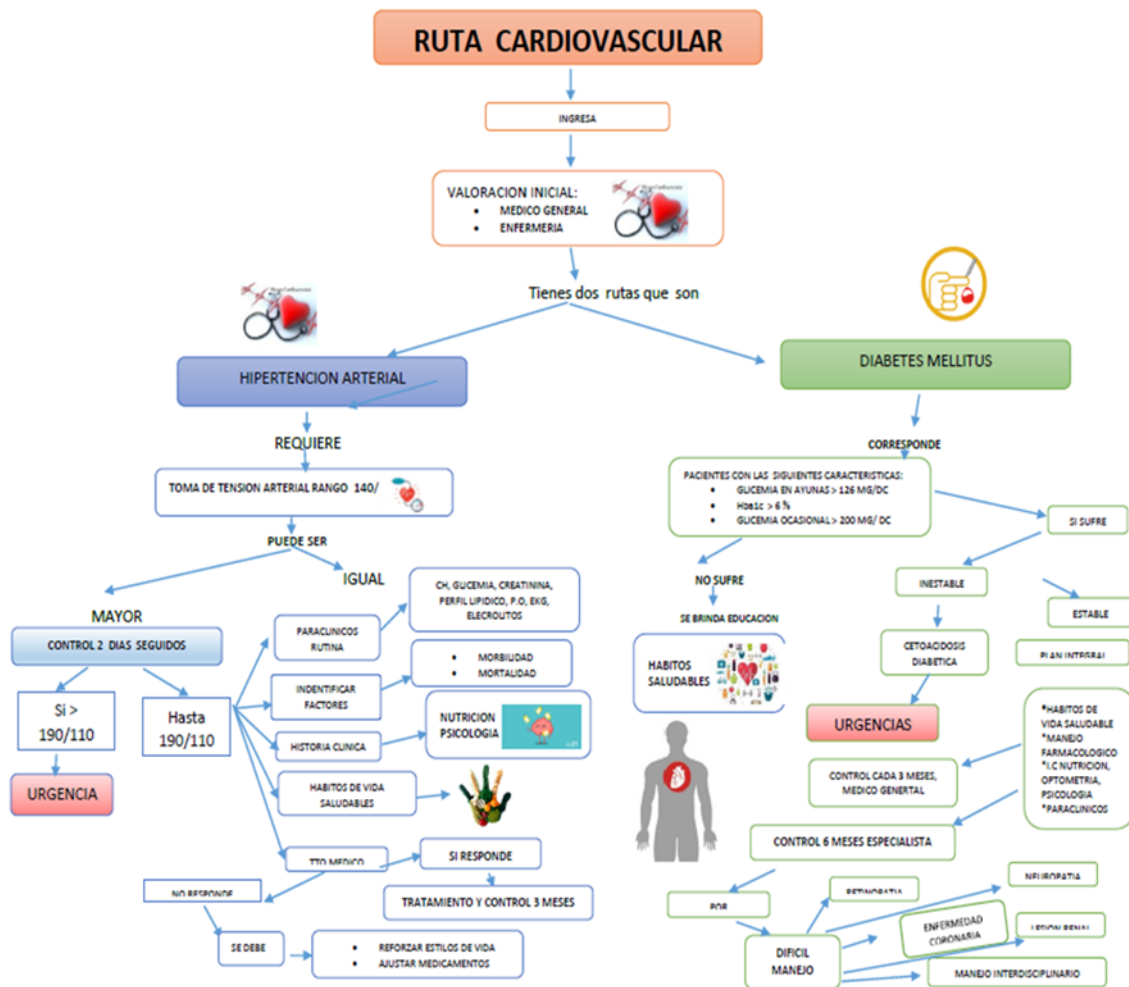 RUTA CARDIOVASCULAR
INGRESA
VALORACION INICIAL:
• MEDICO GENERAL
• ENFERMERIA
Tienes dos rutas que son
HIPERTENCION ARTERIAL
REQUIERE
TOMA DE TENSION ARTERIAL RANGO 140/
PUEDE SER
IGUAL
MAYOR
CONTROL 2 DIAS SEGUIDOS
Si >
190/110
Hasta
190/110
URGENCIA
PARACLINICOS
RUTINA
CH, GLUCEMIA, CREATININA,
PERFIL LIPIDICO, P.O, EKG,
ELECROLITOS
INDENTIFICAR
FACTORES
• MORBILIDAD
• MORTALIDAD
HISTORIA CLINICA
NUTRICION
PSICOLOGIA
HABITOS DE VIDA
SALUDABLES
TTO MEDICO
SI RESPONDE
TRATAMIENTO Y CONTROL 3 MESES
NO RESPONDE
SE DEBE
• REFORZAR ESTILOS DE VIDA
• AJUSTAR MEDICAMENTOS
DIABETES MELLITUS
CORRESPONDE
PACIENTES CON LAS SIGUIENTES CARACTERISTICAS:
• GLICEMIA EN AYUNAS > 126 MG/DC
• Hbaic > 6 %
• GLICEMIA OCASIONAL > 200 MG/ DC
NO SUFRE
SE BRINDA EDUCACION
HABITOS
SALUDABLES
SI SUFRE
INESTABLE
ESTABLE
CETOACIDOSIS
DIABETICA
PLAN INTEGRAL
URGENCIAS
*HABITOS DE
VIDA SALUDABLE
*MANEJO
FARMACOLOGICO
*I.C NUTRICION,
OPTOMETRIA,
PSICOLOGIA
*PARACLINICOS
CONTROL CADA 3 MESES,
MEDICO GENERTAL
CONTROL 6 MESES ESPECIALISTA
POR
DIFICIL
MANEJO
RETINOPATIA
NEUROPATIA
ENFERMEDAD
CORONARIA
LESION RENAL
MANEJO INTERDISCIPLINARIO